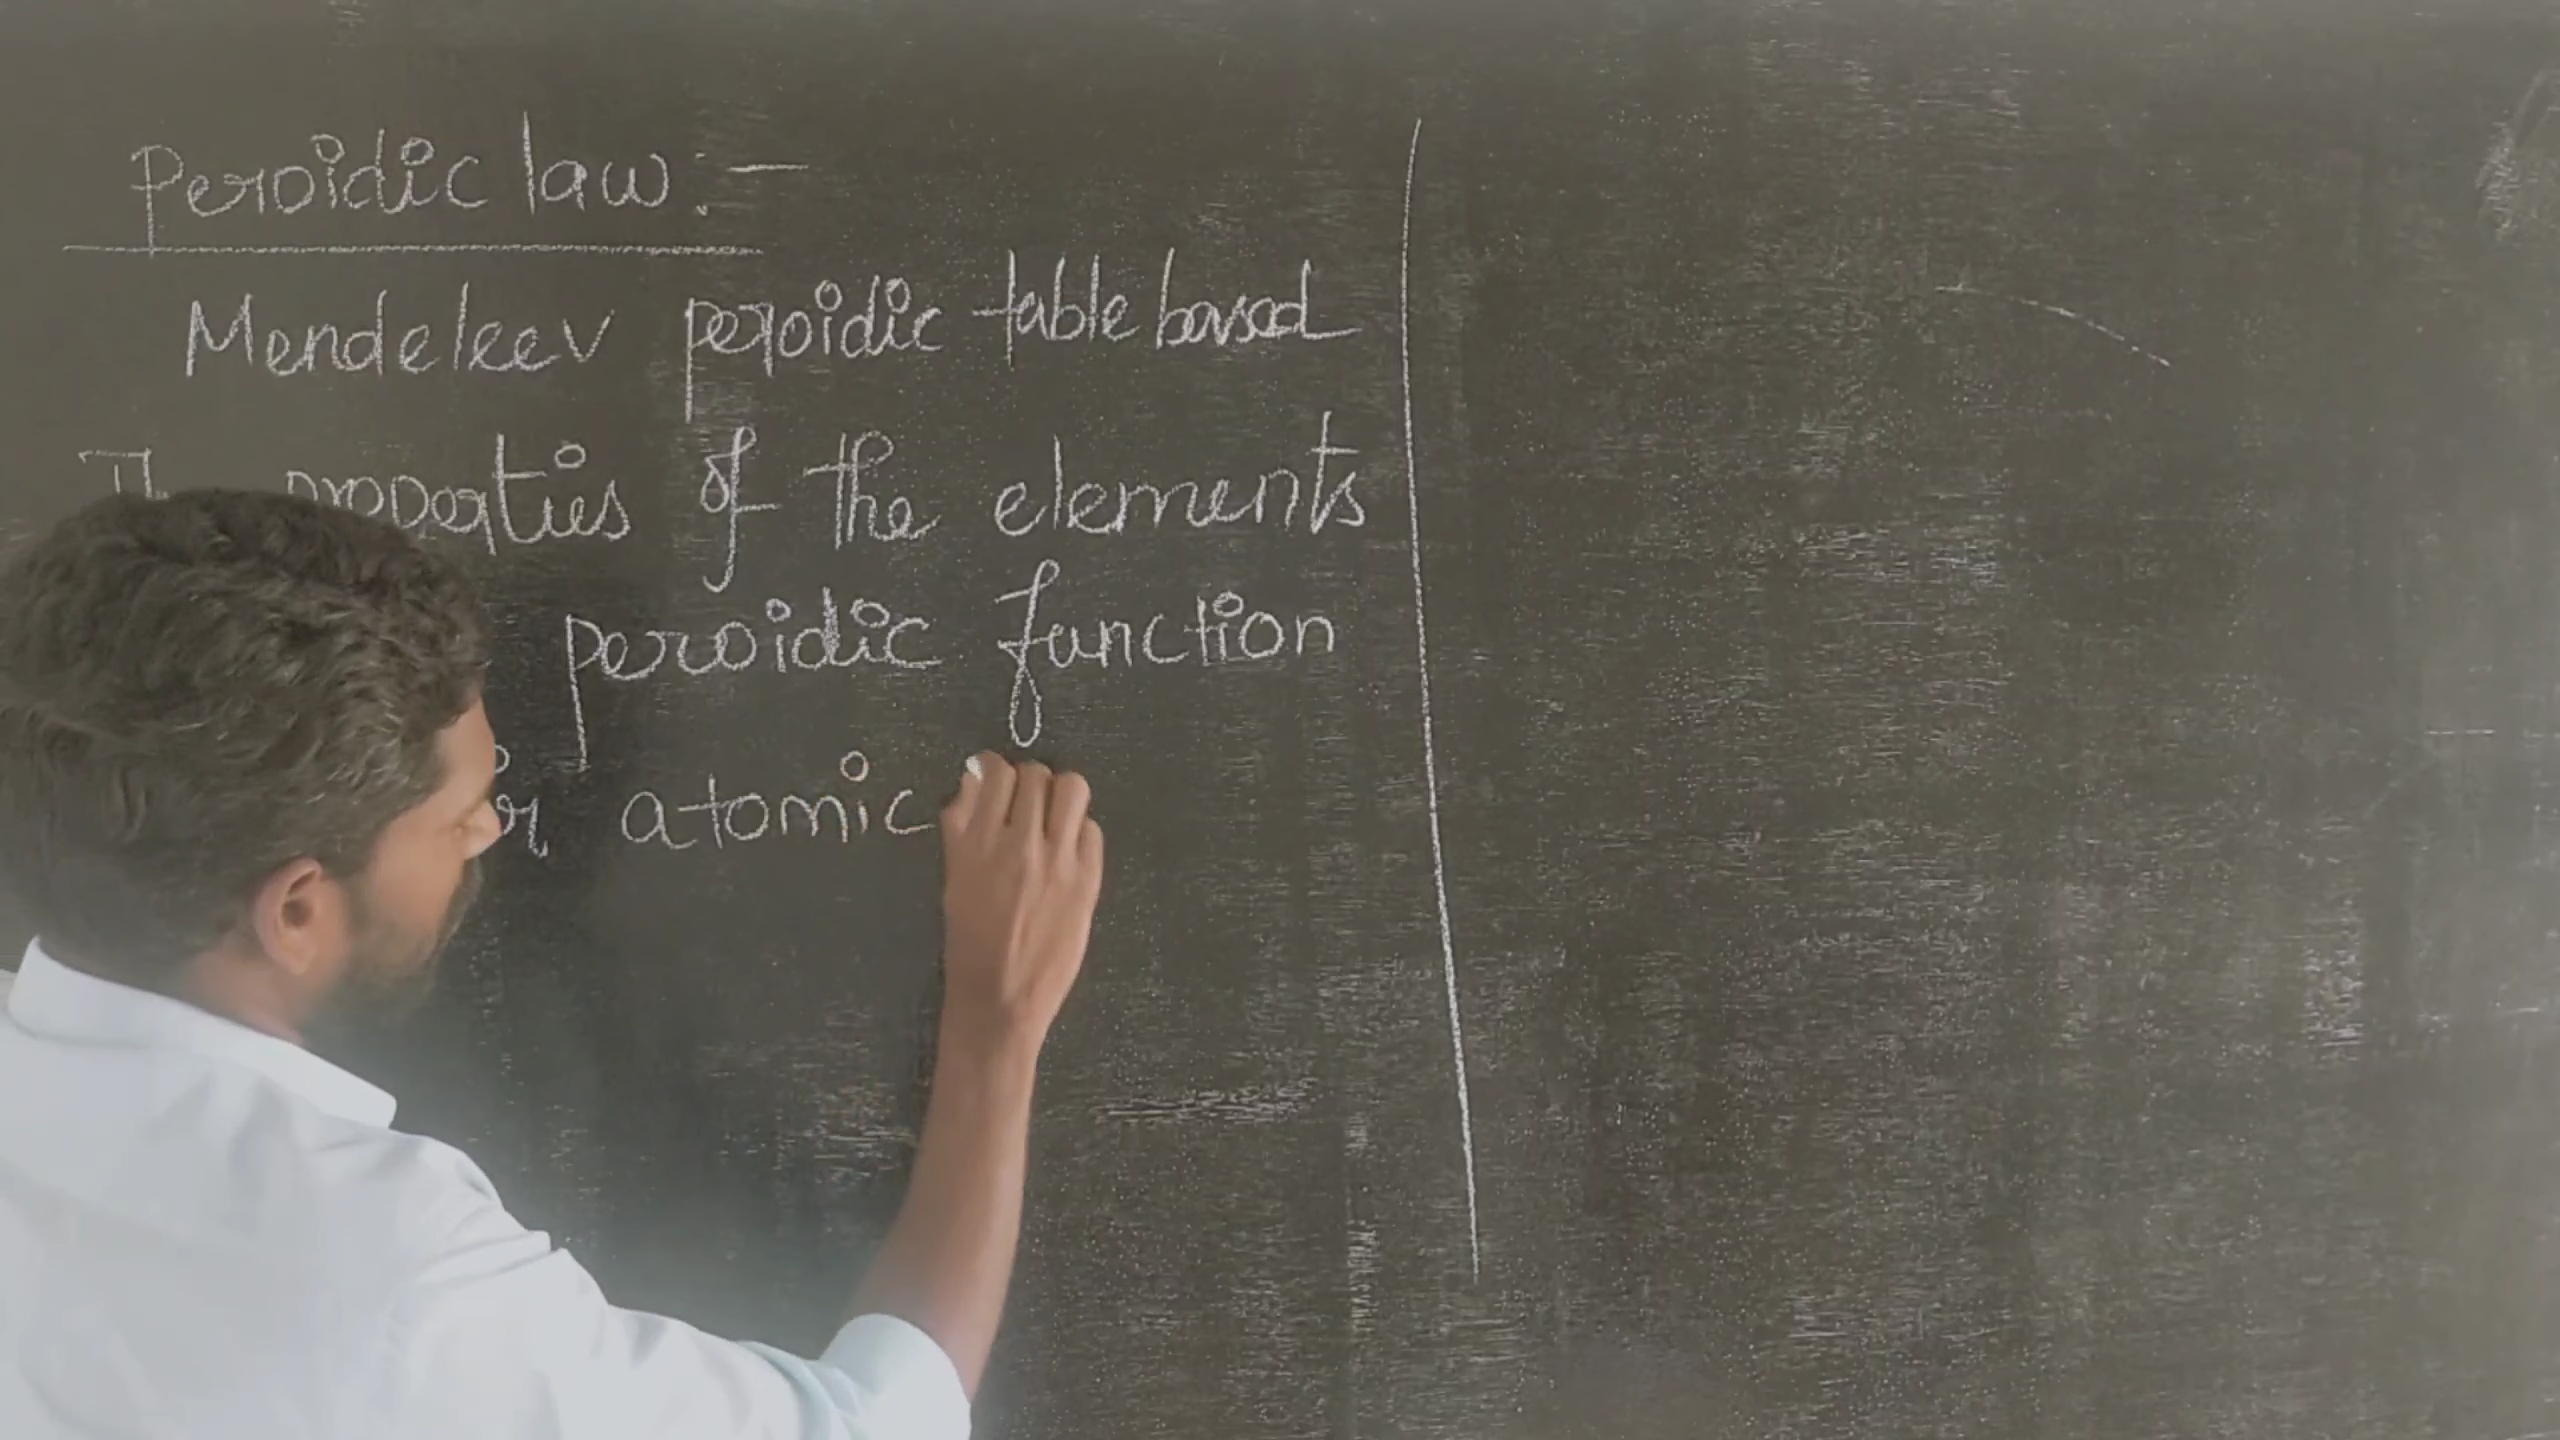 Peroidic law:-
Mendeleev peroidic table based
properties of the elements
peroidic function
atomic